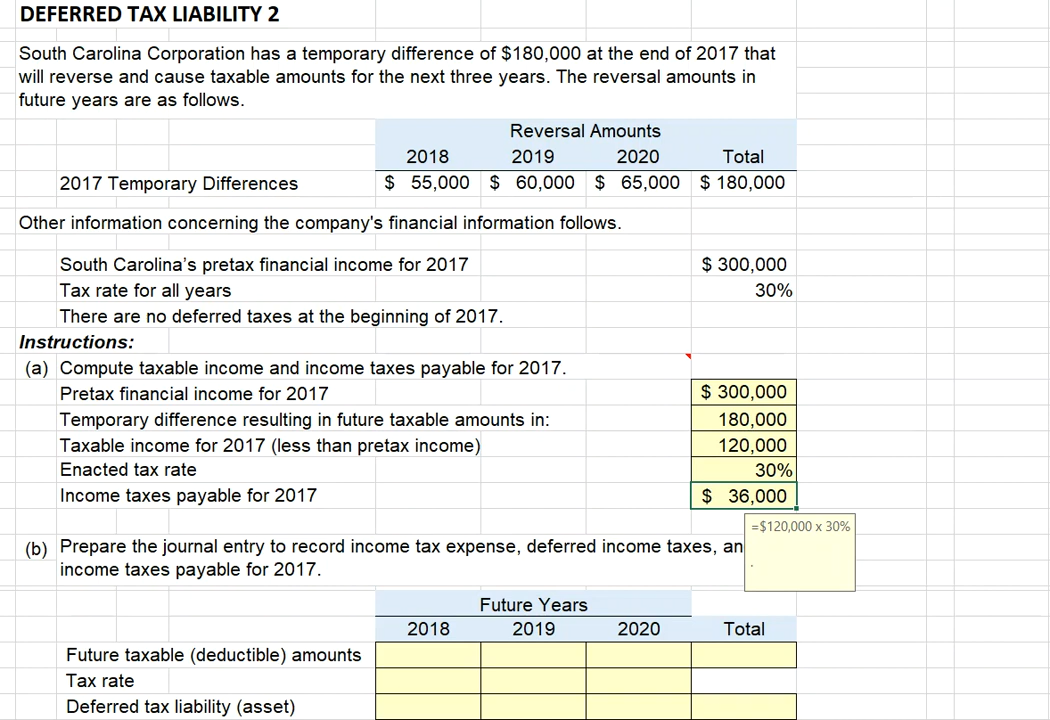 DEFERRED TAX LIABILITY 2
South Carolina Corporation has a temporary difference of $180,000 at the end of 2017 that
will reverse and cause taxable amounts for the next three years. The reversal amounts in
future years are as follows.
Reversal Amounts
2018 2019 2020 Total
2017 Temporary Differences $ 55,000 $ 60,000 $ 65,000 $ 180,000
Other information concerning the company's financial information follows.
South Carolina’s pretax financial income for 2017 $ 300,000
Tax rate for all years 30%
There are no deferred taxes at the beginning of 2017.
Instructions:
(a) Compute taxable income and income taxes payable for 2017.
Pretax financial income for 2017 $ 300,000
Temporary difference resulting in future taxable amounts in: 180,000
Taxable income for 2017 (less than pretax income) 120,000
Enacted tax rate 30%
Income taxes payable for 2017 $ 36,000
=$120,000 x 30%
.
(b) Prepare the journal entry to record income tax expense, deferred income taxes, an
income taxes payable for 2017.
Future Years
2018 2019 2020 Total
Future taxable (deductible) amounts
Tax rate
Deferred tax liability (asset)